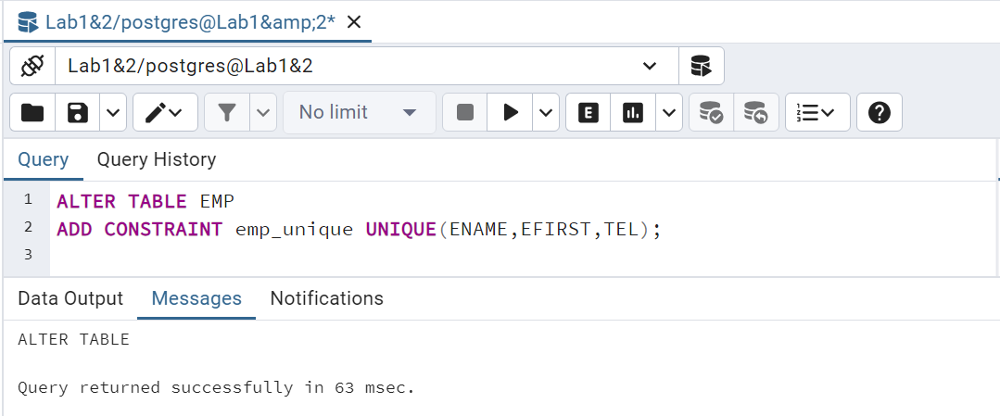 Lab1&2/postgres@Lab1&amp;2*
Lab1&2/postgres@Lab1&2
No limit
E
Query Query History
1 ALTER TABLE EMP
2 ADD CONSTRAINT emp_unique UNIQUE(ENAME,EFIRST,TEL);
3
Data Output Messages Notifications
ALTER TABLE
Query returned successfully in 63 msec.